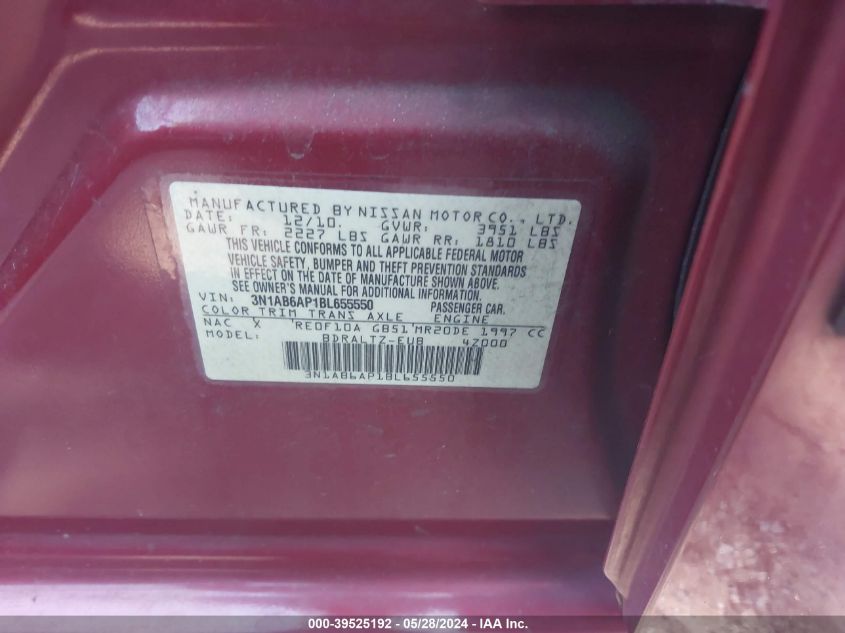 MANUFACTURED BY NISSAN MOTOR CO., LTD.
DATE: 12/10. GVWR: 3951 LBS
GAWR FR: 2227 LBS GAWR RR: 1810 LBS
THIS VEHICLE CONFORMS TO ALL APPLICABLE FEDERAL MOTOR
VEHICLE SAFETY, BUMPER AND THEFT PREVENTION STANDARDS
IN EFFECT ON THE DATE OF MANUFACTURE SHOWN ABOVE.
SEE OWNER'S MANUAL FOR ADDITIONAL INFORMATION
VIN: 3N1AB6AP1BL655550 PASSENGER CAR.
COLOR TRIM TRANS AXLE ENGINE
NAC X RE0F10A GB51 MR20DE 1997 CC
MODEL: BDRALTZ-EUB 4Z000
3N1AB6AP1BL655550
000-39525192 - 05/28/2024 - IAA Inc.